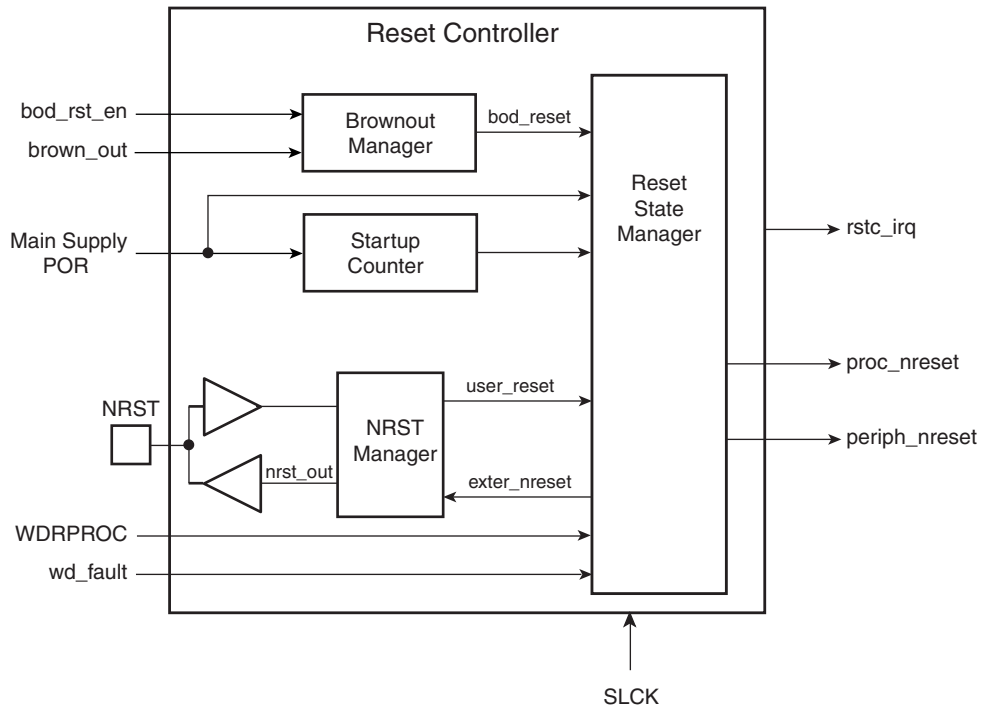 Reset Controller
bod_rst_en
brown_out
Brownout
Manager
bod_reset
Main Supply
POR
Startup
Counter
Reset
State
Manager
rstc_irq
proc_nreset
periph_nreset
NRST
NRST
Manager
user_reset
nrst_out
exter_nreset
WDRPROC
wd_fault
SLCK